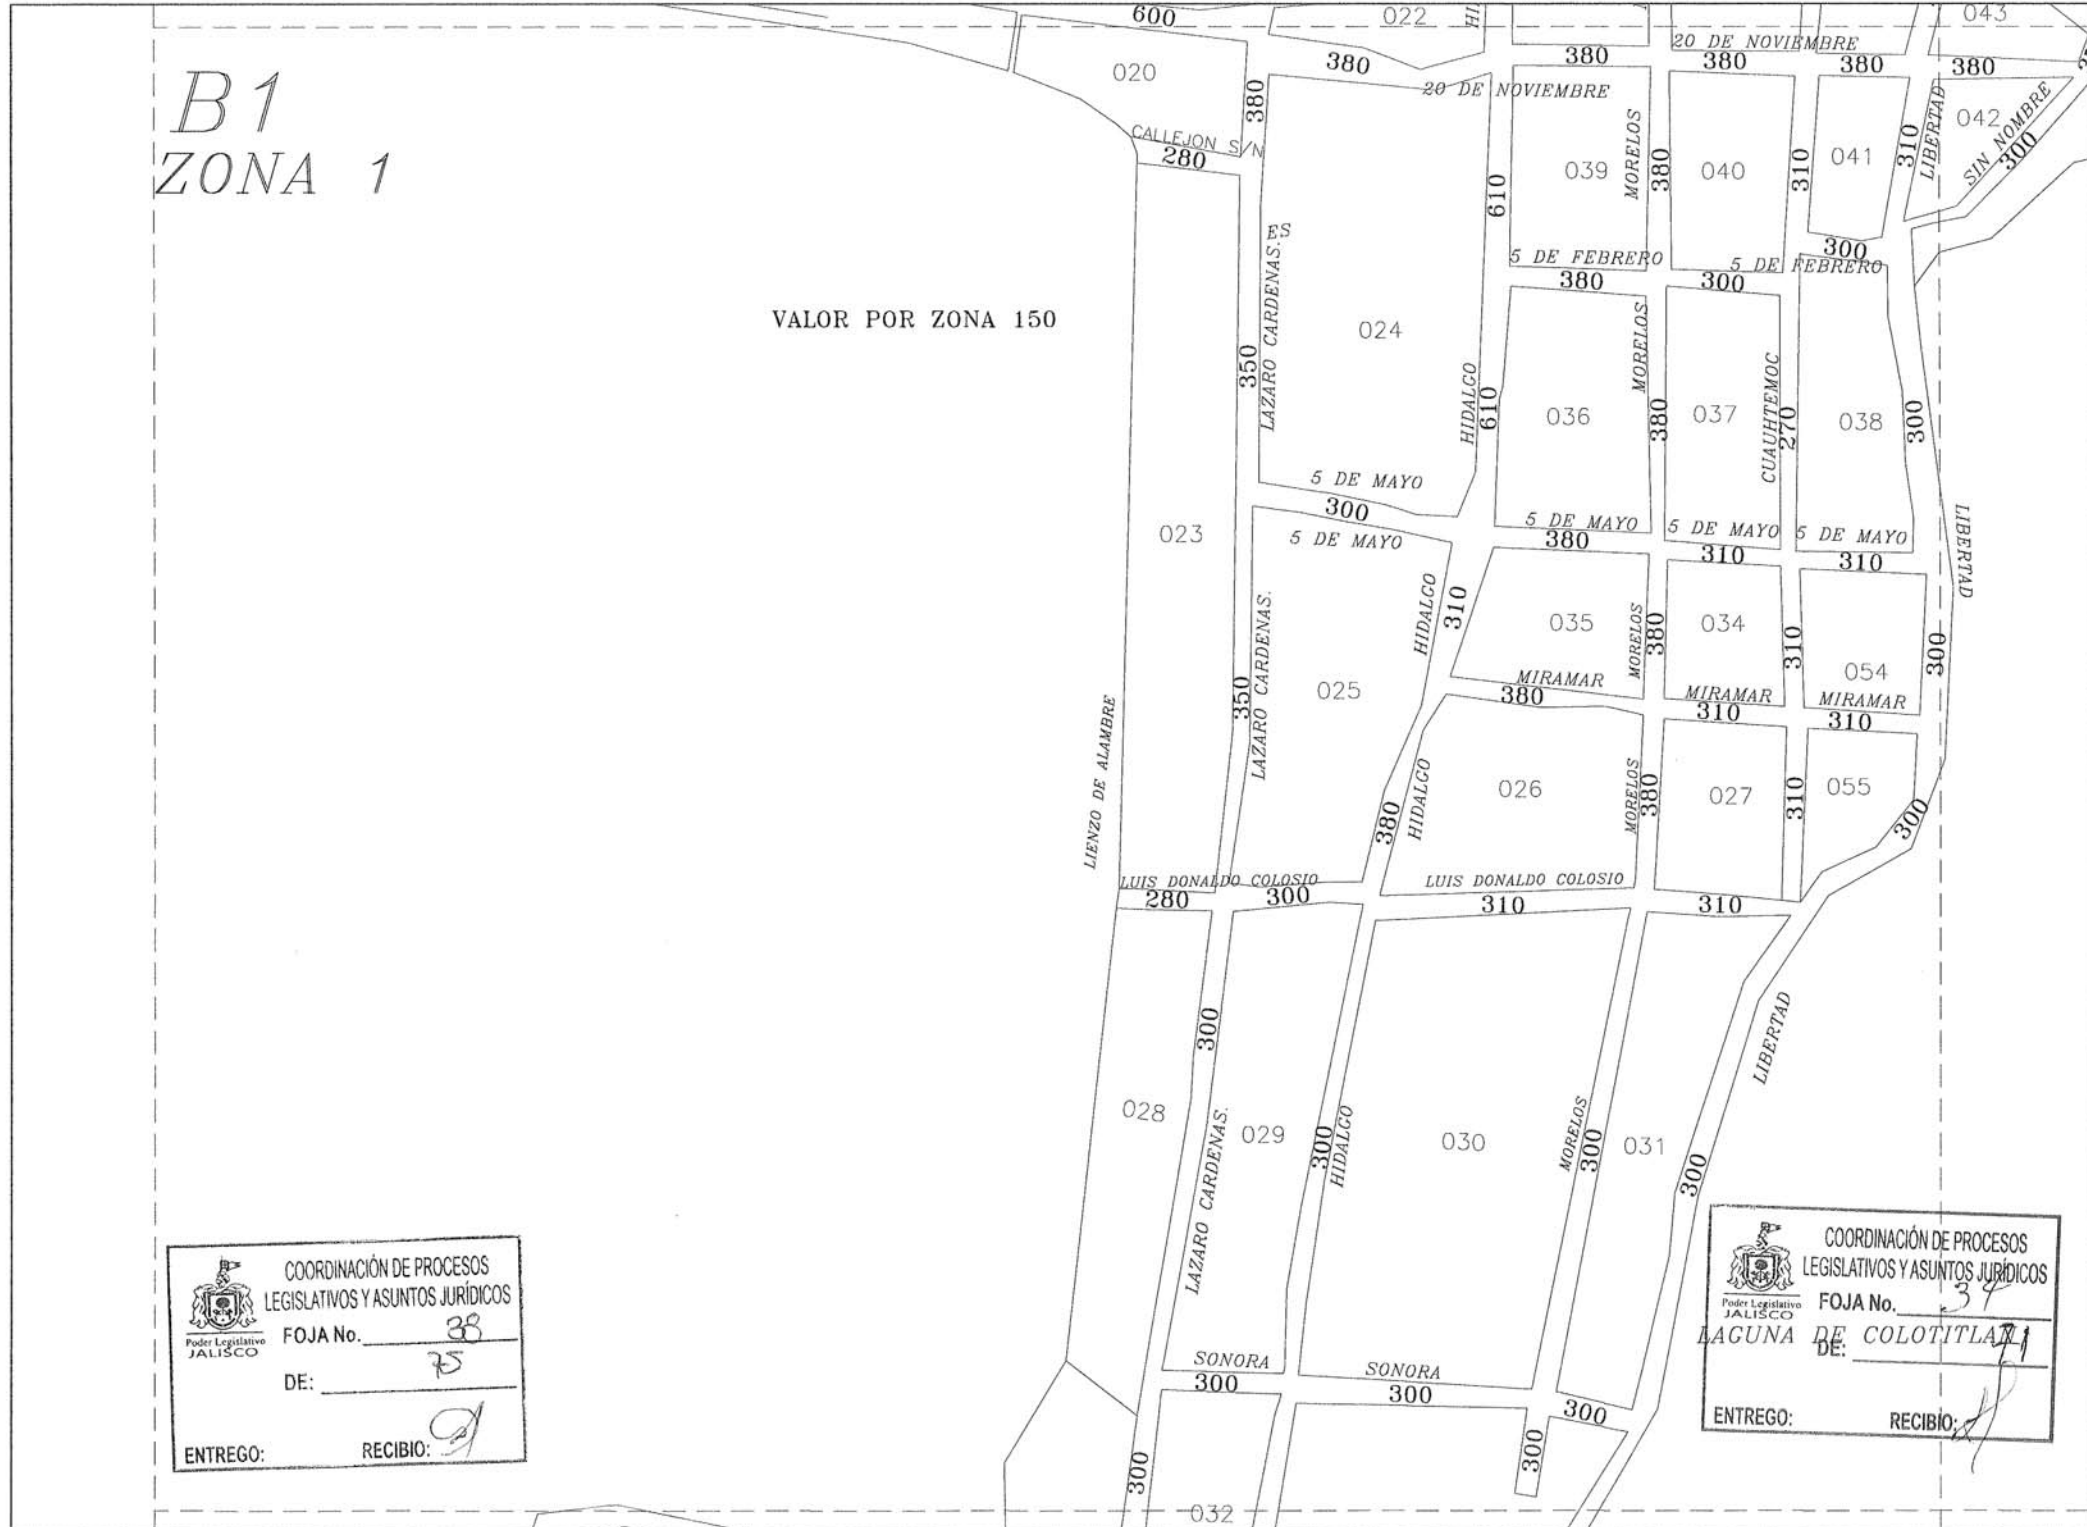 600
022
HI
043
20 DE NOVIEMBRE
380
380
380
380
380
020
380
20 DE NOVIEMBRE
B1
ZONA 1
CALLEJON S/N
280
610
039
MORELOS
380
040
310
041
310
LIBERTAD
042
SIN NOMBRE
300
ES
LAZARO CARDENAS.
5 DE FEBRERO
380
5 DE FEBRERO
300
300
VALOR POR ZONA 150
350
024
HIDALGO
610
036
MORELOS
380
037
CUAUHTEMOC
270
038
300
5 DE MAYO
300
5 DE MAYO
5 DE MAYO
380
5 DE MAYO
310
5 DE MAYO
310
LIBERTAD
023
350
LAZARO CARDENAS.
025
HIDALGO
310
035
MORELOS
380
034
310
054
300
MIRAMAR
380
MIRAMAR
310
MIRAMAR
310
LIENZO DE ALAMBRE
380
HIDALGO
026
MORELOS
380
027
310
055
300
LUIS DONALDO COLOSIO
280
300
LUIS DONALDO COLOSIO
310
310
300
LIBERTAD
028
LAZARO CARDENAS.
029
300
HIDALGO
030
MORELOS
300
031
300
SONORA
300
SONORA
300
300
300
300
032
COORDINACIÓN DE PROCESOS
LEGISLATIVOS Y ASUNTOS JURÍDICOS
Poder Legislativo
JALISCO
FOJA No. 38
DE: 75
ENTREGO: RECIBIO:
COORDINACIÓN DE PROCESOS
LEGISLATIVOS Y ASUNTOS JURÍDICOS
Poder Legislativo
JALISCO
FOJA No. 34
LAGUNA DE COLOTITLAN
DE: 71
ENTREGO: RECIBIO: